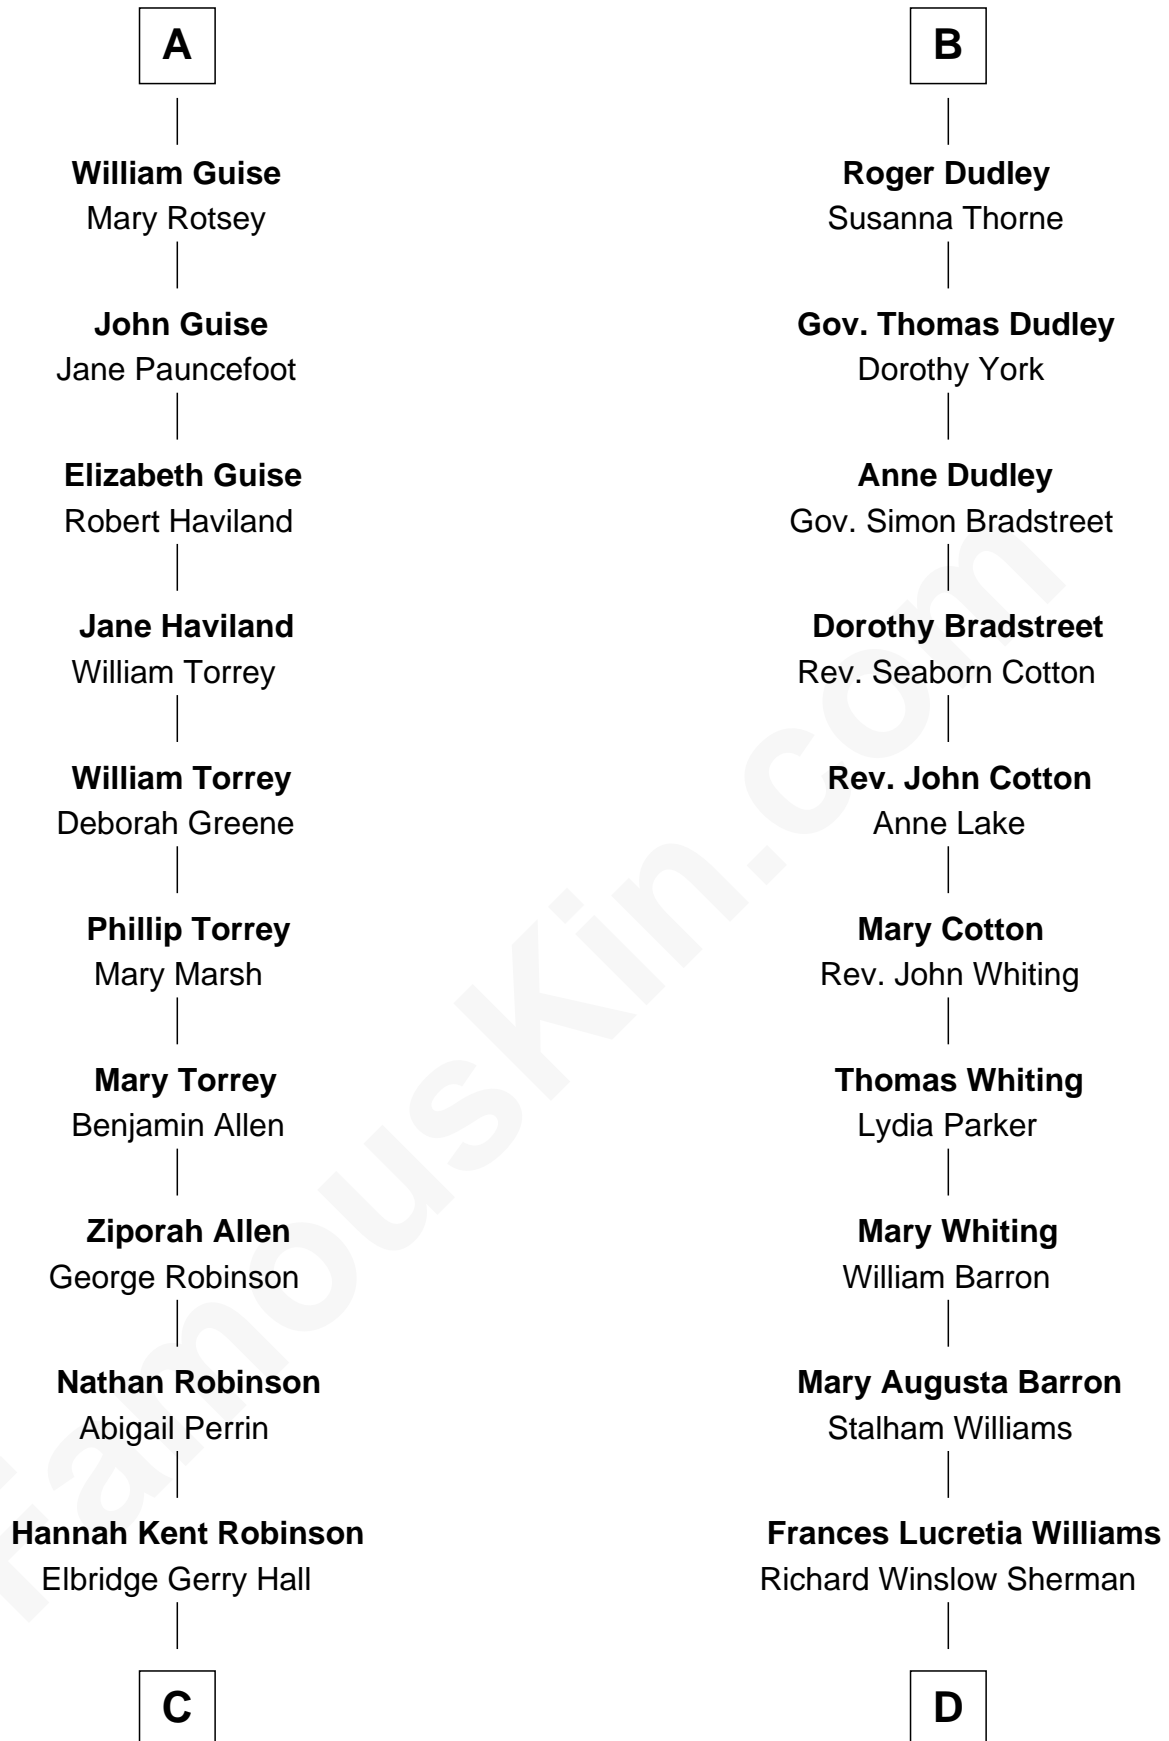 A
William Guise
Mary Rotsey
John Guise
Jane Pauncefoot
Elizabeth Guise
Robert Haviland
Jane Haviland
William Torrey
William Torrey
Deborah Greene
Phillip Torrey
Mary Marsh
Mary Torrey
Benjamin Allen
Ziporah Allen
George Robinson
Nathan Robinson
Abigail Perrin
Hannah Kent Robinson
Elbridge Gerry Hall
C
B
Roger Dudley
Susanna Thorne
Gov. Thomas Dudley
Dorothy York
Anne Dudley
Gov. Simon Bradstreet
Dorothy Bradstreet
Rev. Seaborn Cotton
Rev. John Cotton
Anne Lake
Mary Cotton
Rev. John Whiting
Thomas Whiting
Lydia Parker
Mary Whiting
William Barron
Mary Augusta Barron
Stalham Williams
Frances Lucretia Williams
Richard Winslow Sherman
D
FamousKin.com